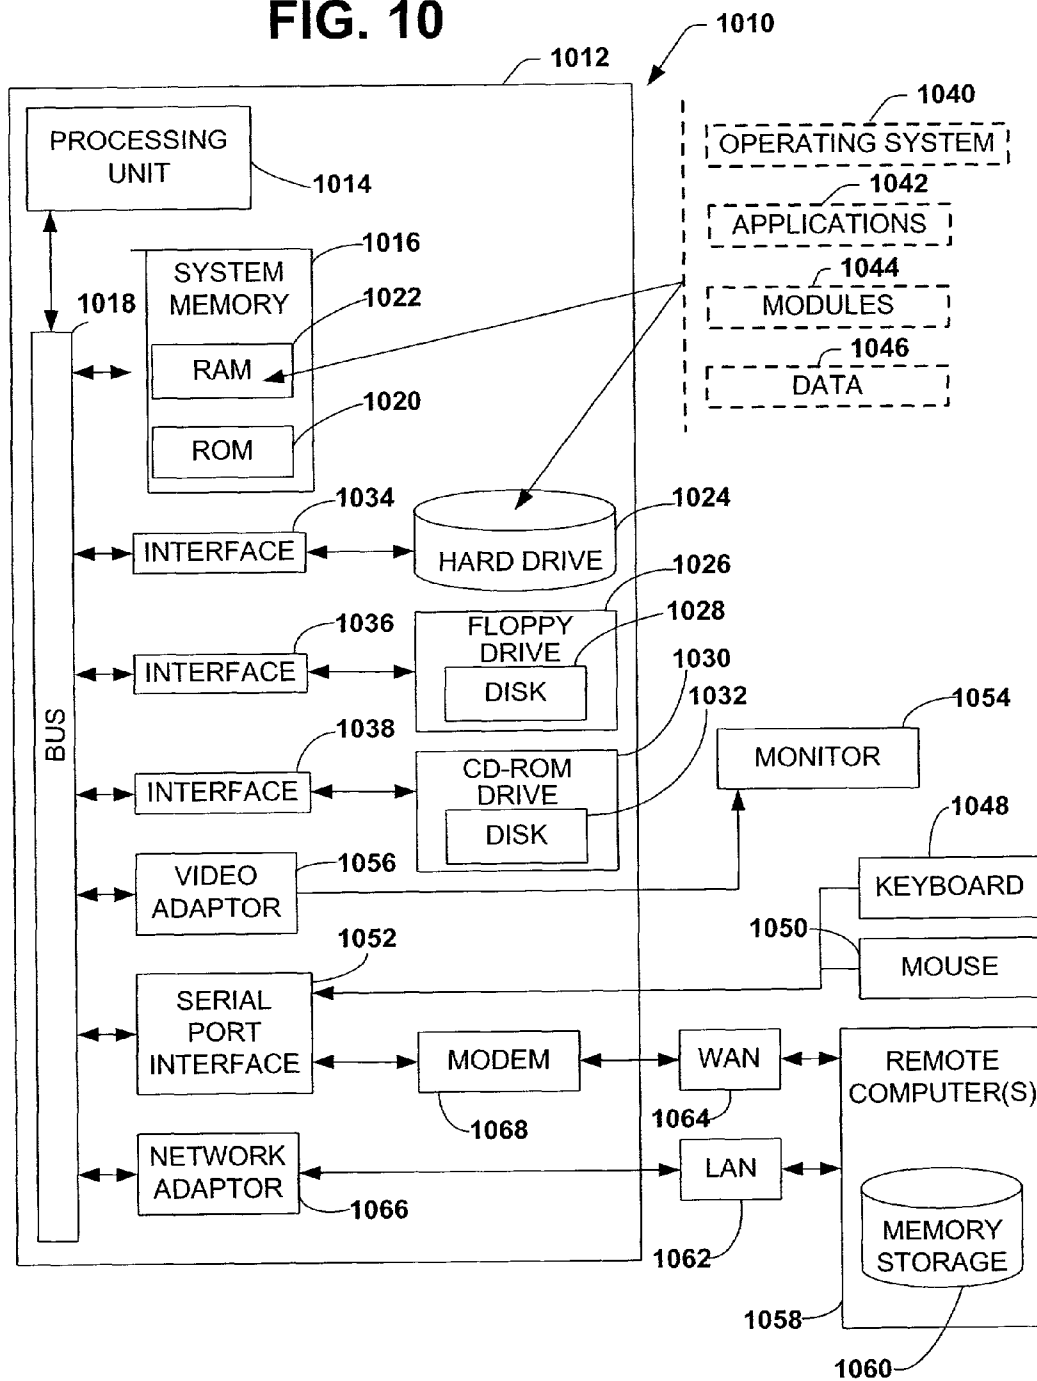 FIG. 10
1010
1012
1040
OPERATING SYSTEM
PROCESSING
UNIT
1014
1042
APPLICATIONS
1016
SYSTEM
MEMORY
1044
MODULES
1018
1022
RAM
1046
DATA
1020
ROM
1034
INTERFACE
1024
HARD DRIVE
1026
1036
INTERFACE
FLOPPY
DRIVE
1028
DISK
1030
1032
1038
INTERFACE
CD-ROM
DRIVE
DISK
1054
MONITOR
BUS
1048
KEYBOARD
1056
VIDEO
ADAPTOR
1050
MOUSE
1052
SERIAL
PORT
INTERFACE
MODEM
1068
WAN
1064
REMOTE
COMPUTER(S)
NETWORK
ADAPTOR
1066
LAN
1062
MEMORY
STORAGE
1058
1060